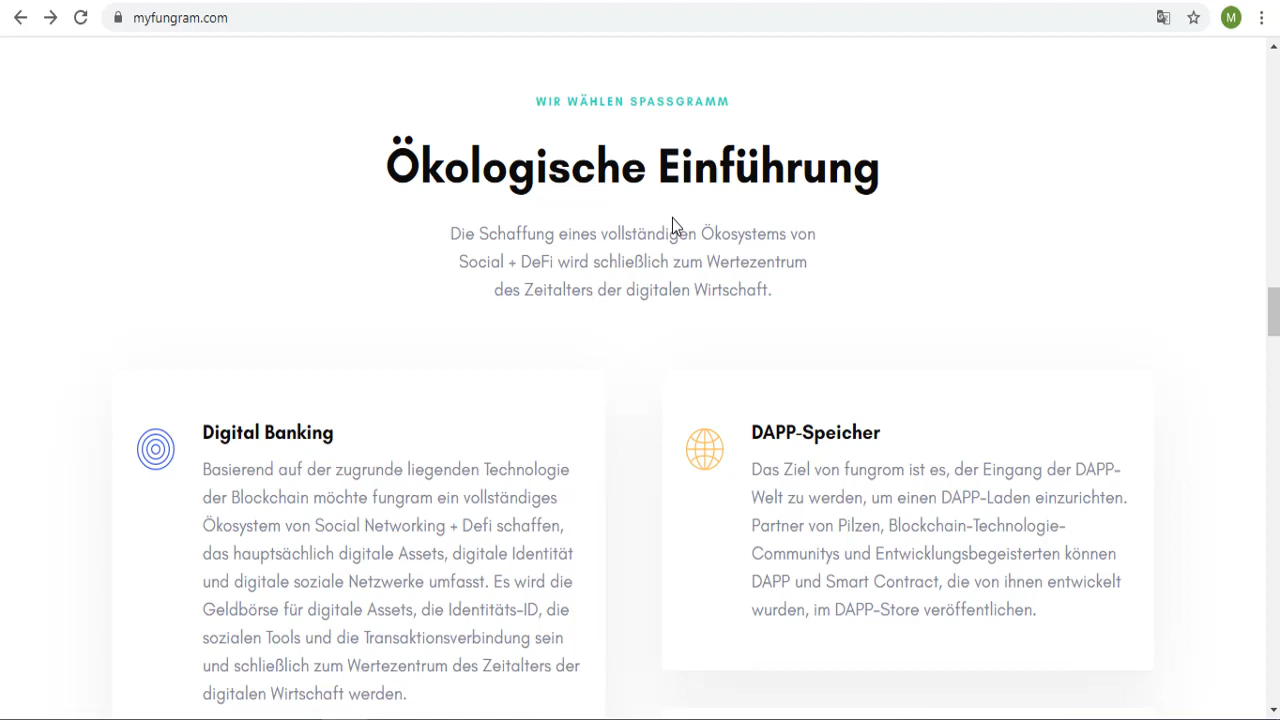 myfungram.com
M
WIR WÄHLEN SPASSGRAMM
Ökologische Einführung
Die Schaffung eines vollständigen Ökosystems von
Social + DeFi wird schließlich zum Wertezentrum
des Zeitalters der digitalen Wirtschaft.
Digital Banking
Basierend auf der zugrunde liegenden Technologie
der Blockchain möchte fungram ein vollständiges
Ökosystem von Social Networking + Defi schaffen,
das hauptsächlich digitale Assets, digitale Identität
und digitale soziale Netzwerke umfasst. Es wird die
Geldbörse für digitale Assets, die Identitäts-ID, die
sozialen Tools und die Transaktionsverbindung sein
und schließlich zum Wertezentrum des Zeitalters der
digitalen Wirtschaft werden.
DAPP-Speicher
Das Ziel von fungrom ist es, der Eingang der DAPP-
Welt zu werden, um einen DAPP-Laden einzurichten.
Partner von Pilzen, Blockchain-Technologie-
Communitys und Entwicklungsbegeisterten können
DAPP und Smart Contract, die von ihnen entwickelt
wurden, im DAPP-Store veröffentlichen.